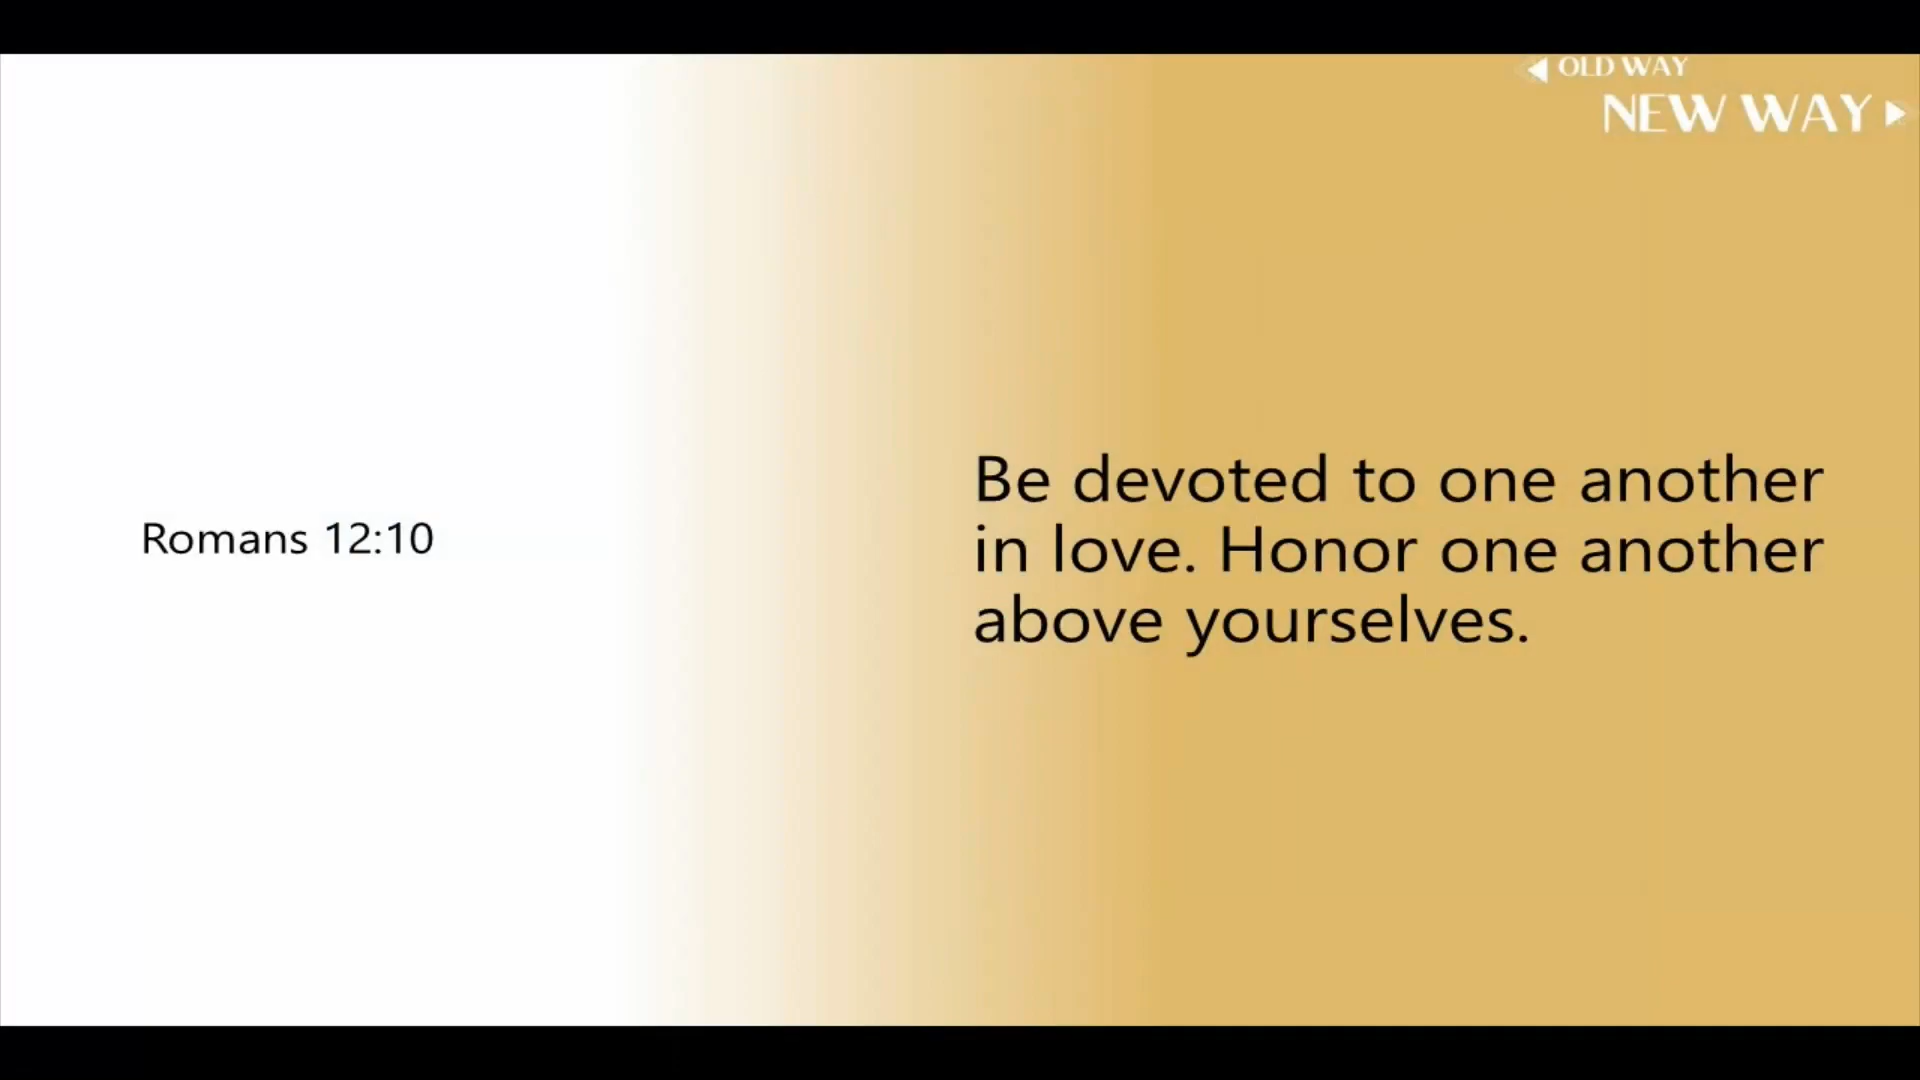 OLD WAY
NEW WAY
Romans 12:10
Be devoted to one another
in love. Honor one another
above yourselves.